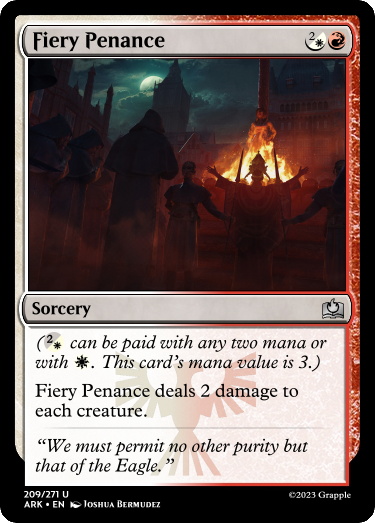 Fiery Penance 2
Sorcery
(2 can be paid with any two mana or
with . This card's mana value is 3.)
Fiery Penance deals 2 damage to
each creature.
“We must permit no other purity but
that of the Eagle.”
209/271 U
ARK • EN Joshua Bermudez
©2023 Grapple